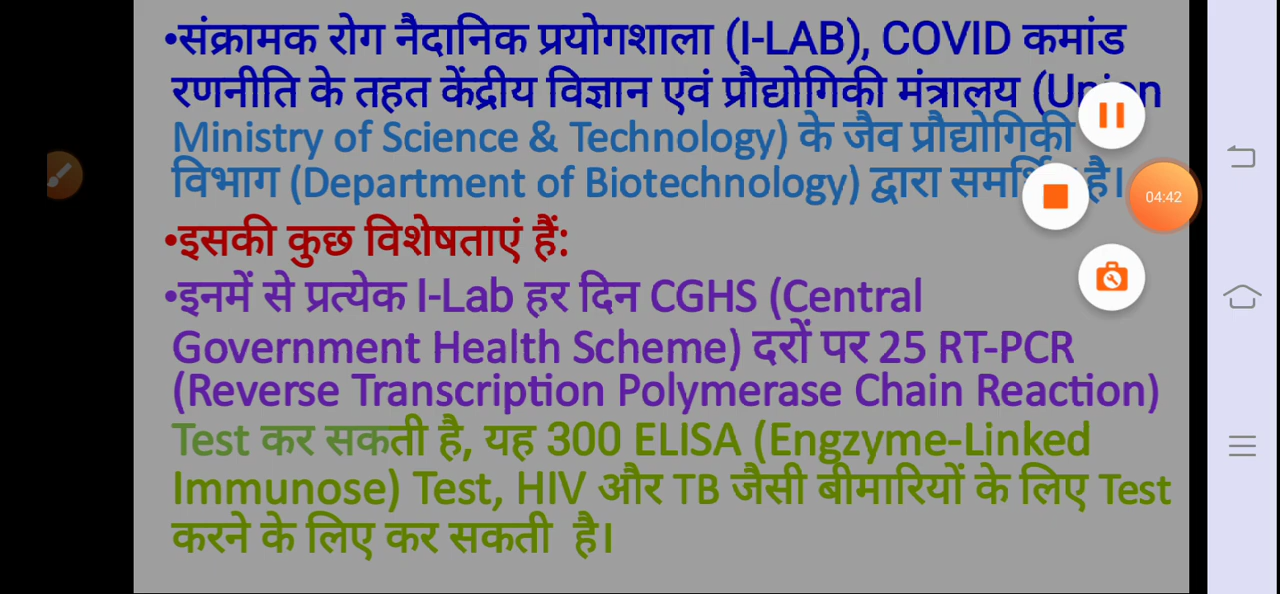 •संक्रामक रोग नैदानिक प्रयोगशाला (I-LAB), COVID कमांड
रणनीति के तहत केंद्रीय विज्ञान एवं प्रौद्योगिकी मंत्रालय
Ministry of Science & Technology) के जैव प्रौद्योगिकी
विभाग (Department of Biotechnology) द्वारा है।
04:42
•इसकी कुछ विशेषताएं हैं:
•इनमें से प्रत्येक I-Lab हर दिन CGHS (Central
Government Health Scheme) दरों पर 25 RT-PCR
(Reverse Transcription Polymerase Chain Reaction)
Test कर सकती है, यह 300 ELISA (Engzyme-Linked
Immunose) Test, HIV और TB जैसी बीमारियों के लिए Test
करने के लिए कर सकती है।